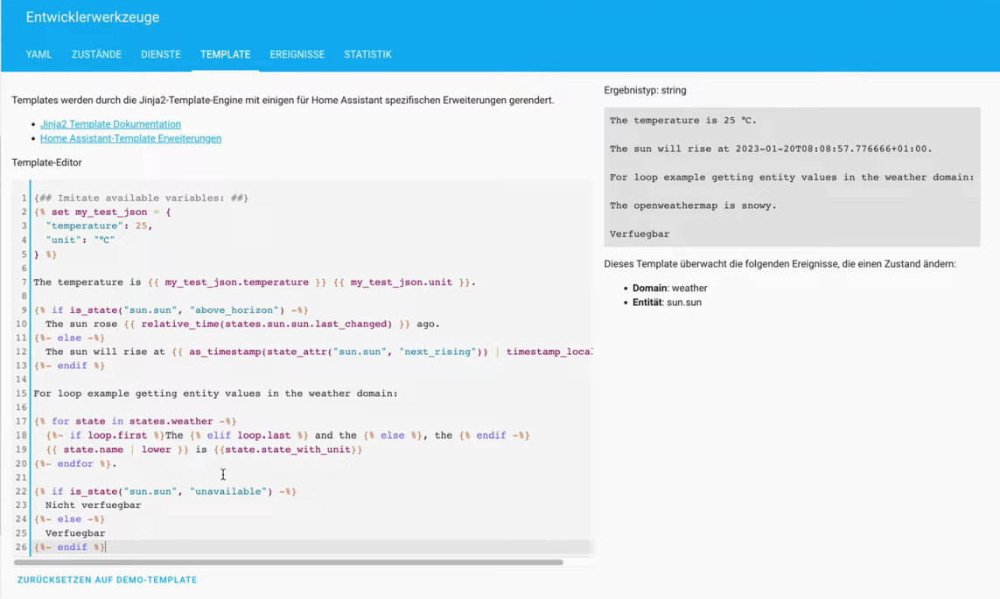 Entwicklerwerkzeuge
YAML ZUSTÄNDE DIENSTE TEMPLATE EREIGNISSE STATISTIK
Templates werden durch die Jinja2-Template-Engine mit einigen für Home Assistant spezifischen Erweiterungen gerendert.
• Jinja2 Template Dokumentation
• Home Assistant-Template Erweiterungen
Template-Editor
1 {## Imitate available variables: ##}
2 {% set my_test_json = {
3   "temperature": 25,
4   "unit": "°C"
5 } %}
6
7 The temperature is {{ my_test_json.temperature }} {{ my_test_json.unit }}.
8
9 {% if is_state("sun.sun", "above_horizon") -%}
10   The sun rose {{ relative_time(states.sun.sun.last_changed) }} ago.
11 {%- else -%}
12   The sun will rise at {{ as_timestamp(state_attr("sun.sun", "next_rising")) | timestamp_local
13 {%- endif %}
14
15 For loop example getting entity values in the weather domain:
16
17 {% for state in states.weather -%}
18   {%- if loop.first %}The {% elif loop.last %} and the {% else %}, the {% endif -%}
19   {{ state.name | lower }} is {{state.state_with_unit}}
20 {%- endfor %}.
21
22 {% if is_state("sun.sun", "unavailable") -%}
23   Nicht verfuegbar
24 {%- else -%}
25   Verfuegbar
26 {%- endif %}
ZURÜCKSETZEN AUF DEMO-TEMPLATE
Ergebnistyp: string
The temperature is 25 °C.
The sun will rise at 2023-01-20T08:08:57.776666+01:00.
For loop example getting entity values in the weather domain:
The openweathermap is snowy.
Verfuegbar
Dieses Template überwacht die folgenden Ereignisse, die einen Zustand ändern:
• Domain: weather
• Entität: sun.sun